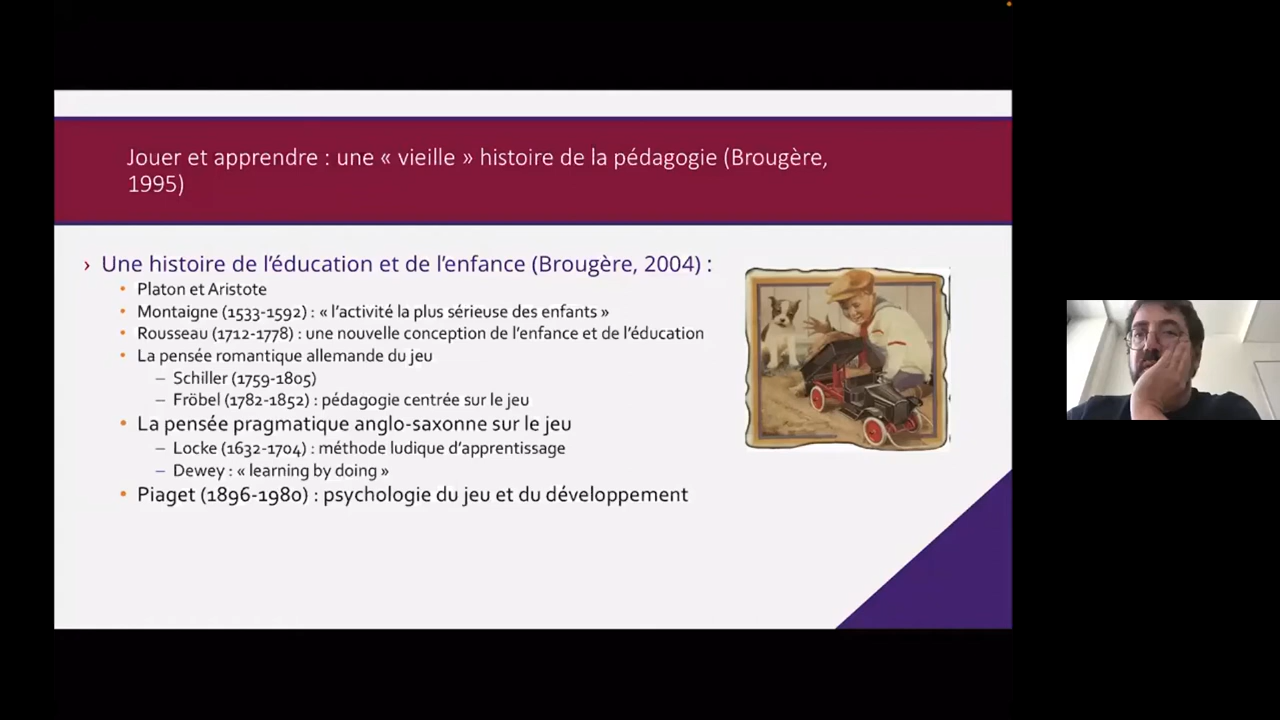 Jouer et apprendre : une « vieille » histoire de la pédagogie (Brougère,
1995)
› Une histoire de l'éducation et de l'enfance (Brougère, 2004) :
• Platon et Aristote
• Montaigne (1533-1592) : « l'activité la plus sérieuse des enfants »
• Rousseau (1712-1778) : une nouvelle conception de l'enfance et de l'éducation
• La pensée romantique allemande du jeu
– Schiller (1759-1805)
– Fröbel (1782-1852) : pédagogie centrée sur le jeu
• La pensée pragmatique anglo-saxonne sur le jeu
– Locke (1632-1704) : méthode ludique d'apprentissage
– Dewey : « learning by doing »
• Piaget (1896-1980) : psychologie du jeu et du développement